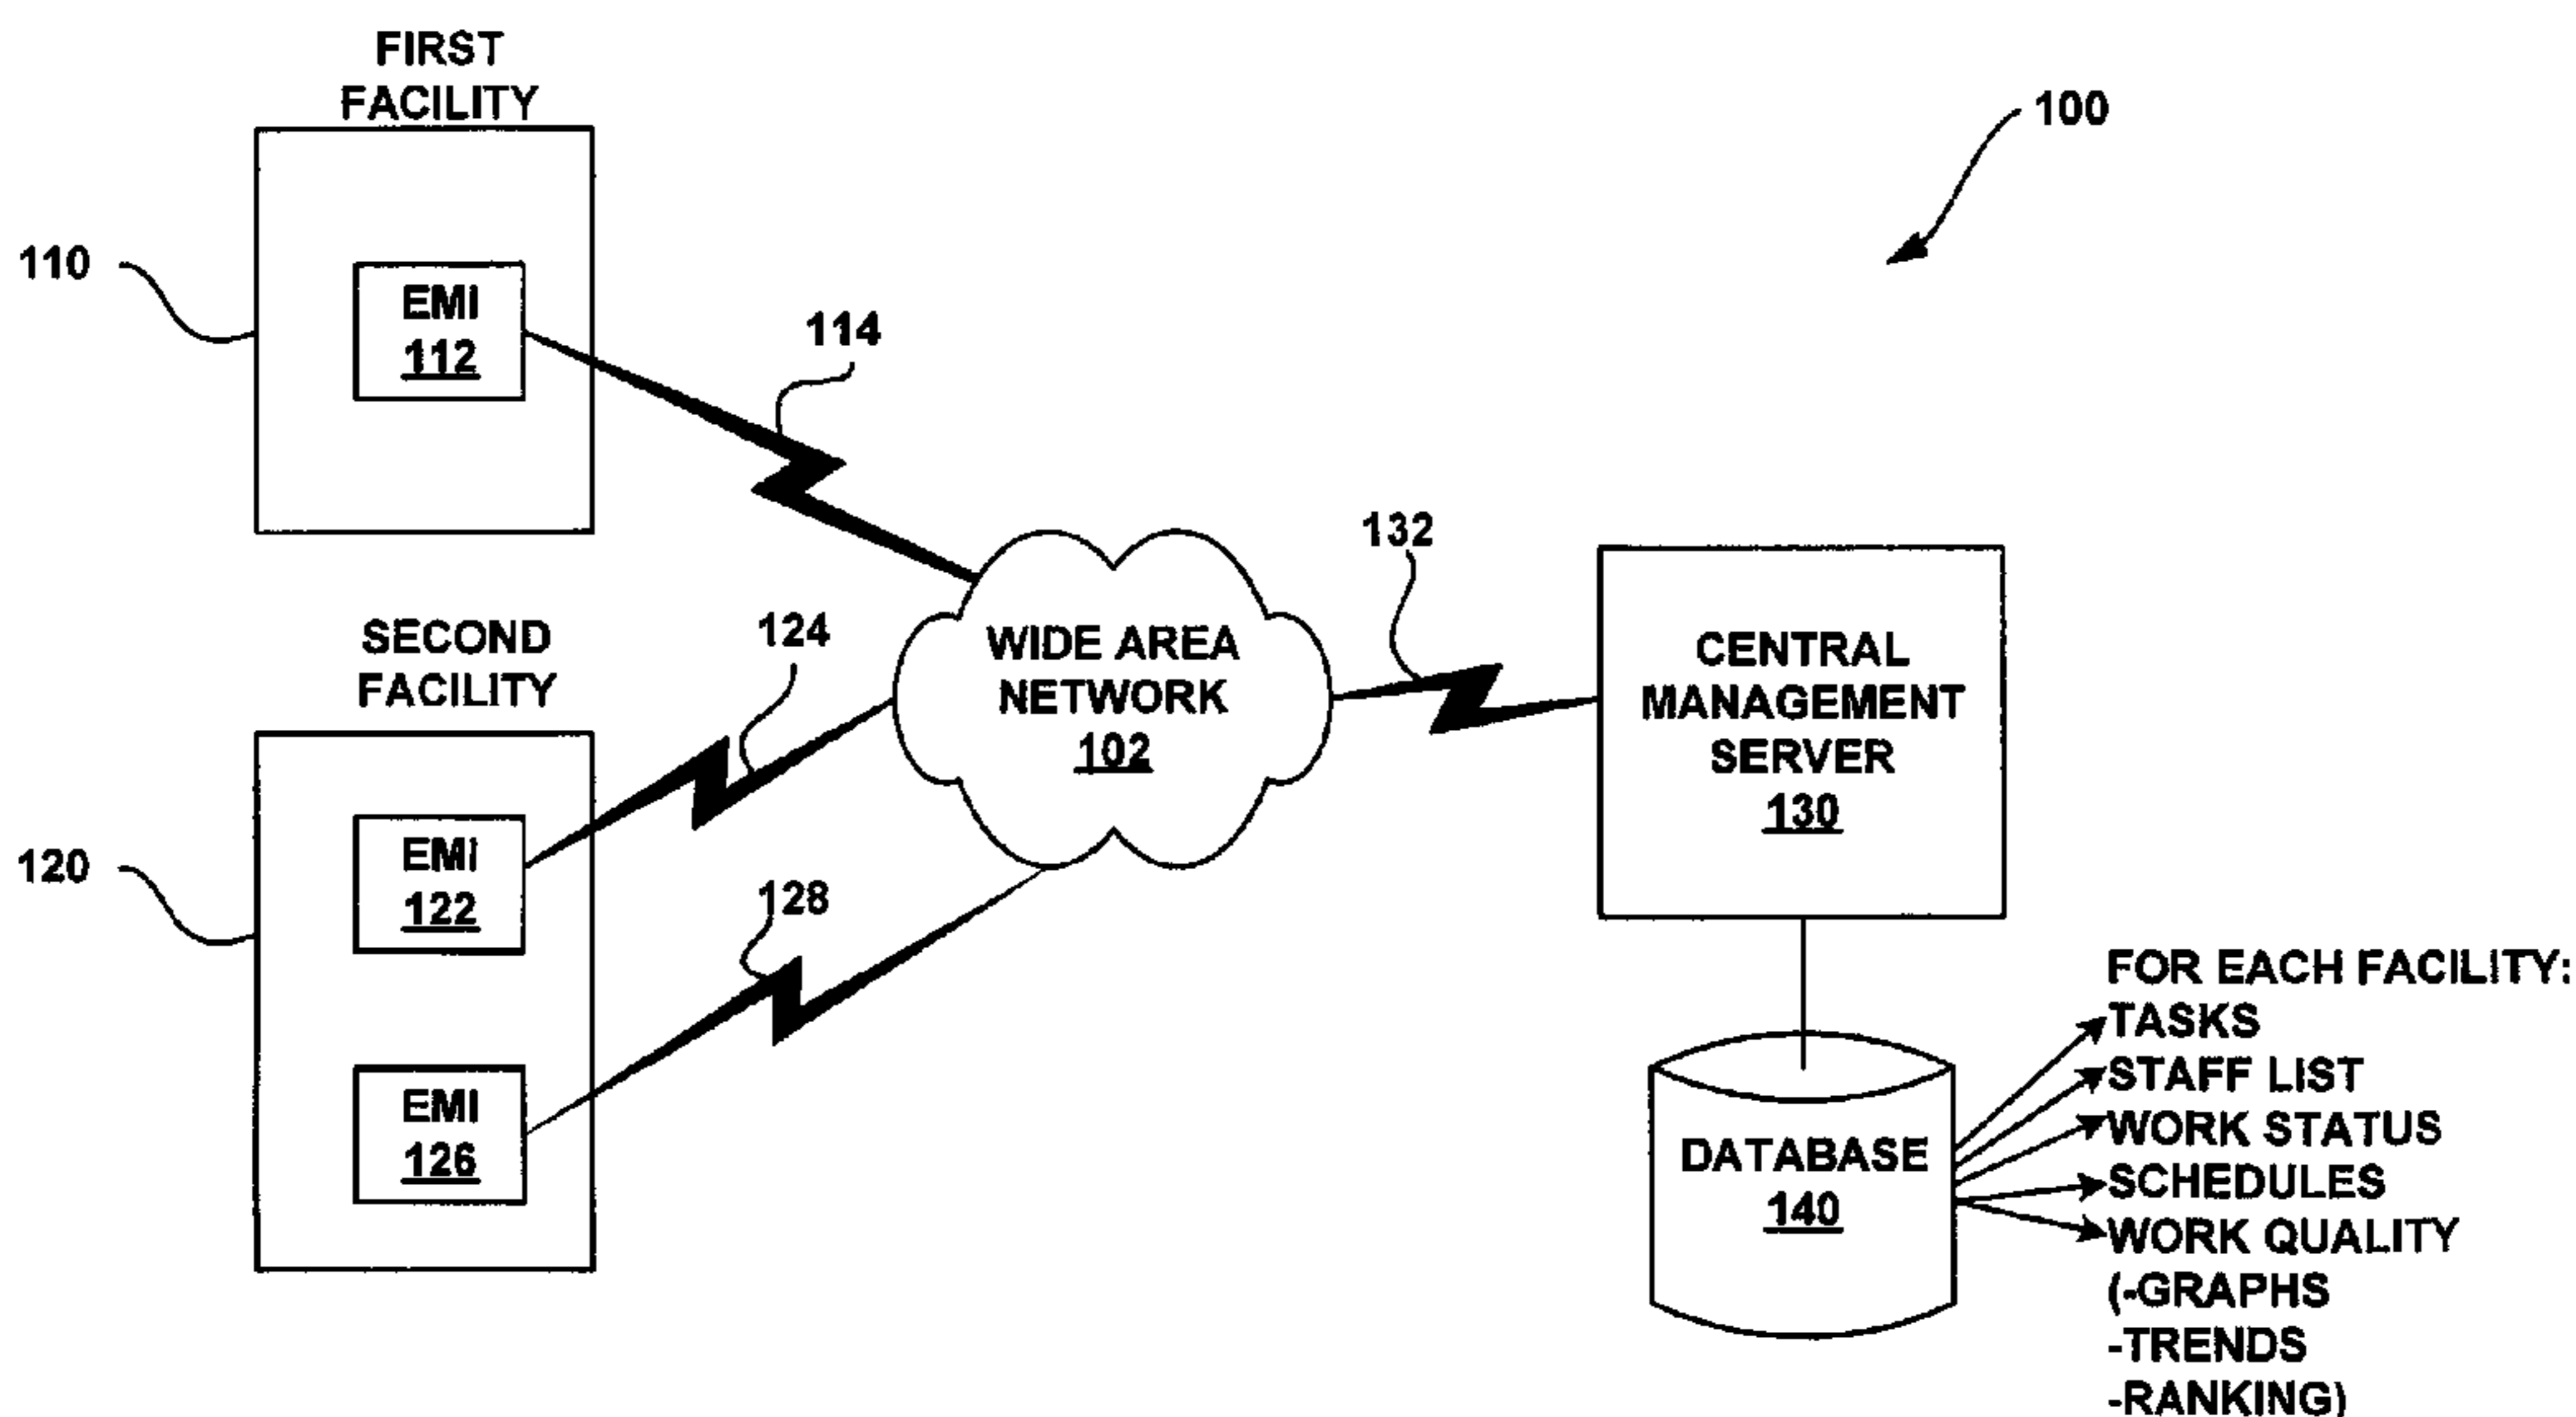 FIRST
FACILITY
100
110
EMI
112
114
132
SECOND
FACILITY
124
WIDE AREA
NETWORK
102
CENTRAL
MANAGEMENT
SERVER
130
120
EMI
122
128
EMI
126
DATABASE
140
FOR EACH FACILITY:
TASKS
STAFF LIST
WORK STATUS
SCHEDULES
WORK QUALITY
(-GRAPHS
-TRENDS
-RANKING)